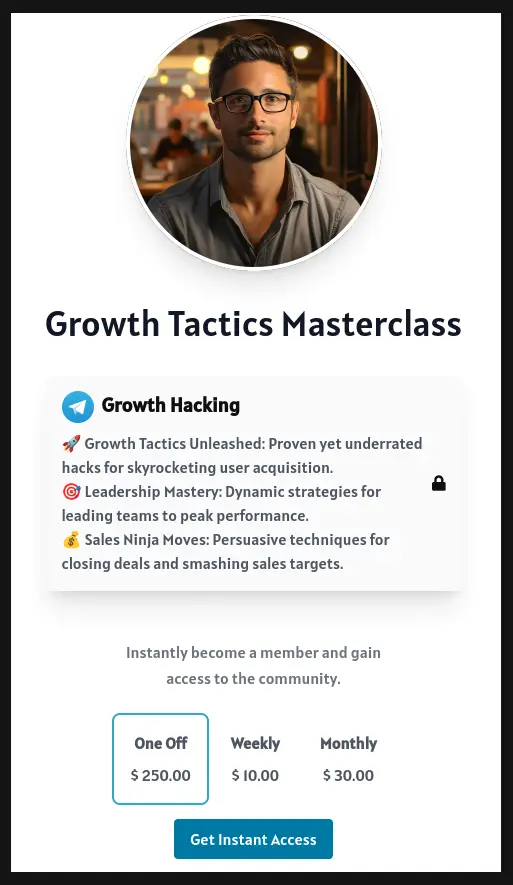 Growth Tactics Masterclass
Growth Hacking
🚀 Growth Tactics Unleashed: Proven yet underrated
hacks for skyrocketing user acquisition.
🎯 Leadership Mastery: Dynamic strategies for
leading teams to peak performance.
💰 Sales Ninja Moves: Persuasive techniques for
closing deals and smashing sales targets.
Instantly become a member and gain
access to the community.
One Off Weekly Monthly
$ 250.00 $ 10.00 $ 30.00
Get Instant Access